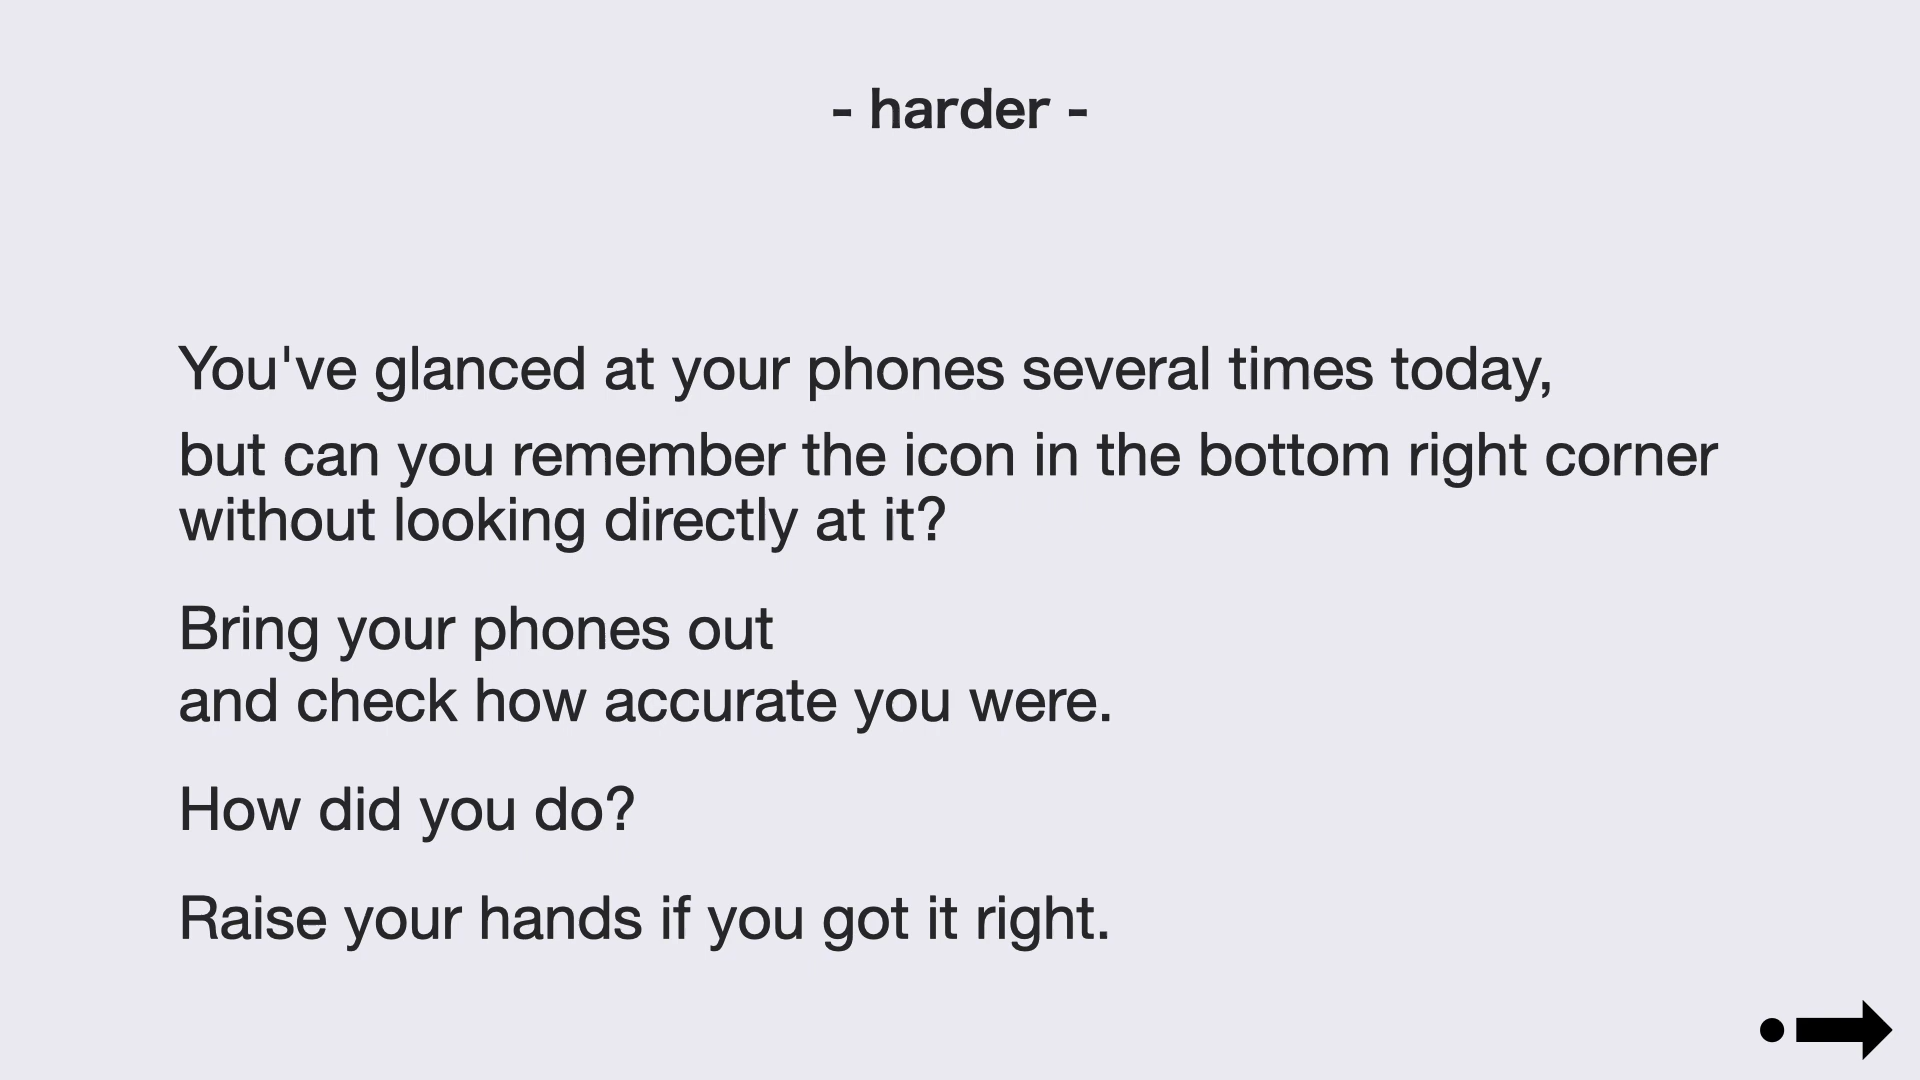 - harder -
You've glanced at your phones several times today,
but can you remember the icon in the bottom right corner
without looking directly at it?
Bring your phones out
and check how accurate you were.
How did you do?
Raise your hands if you got it right.